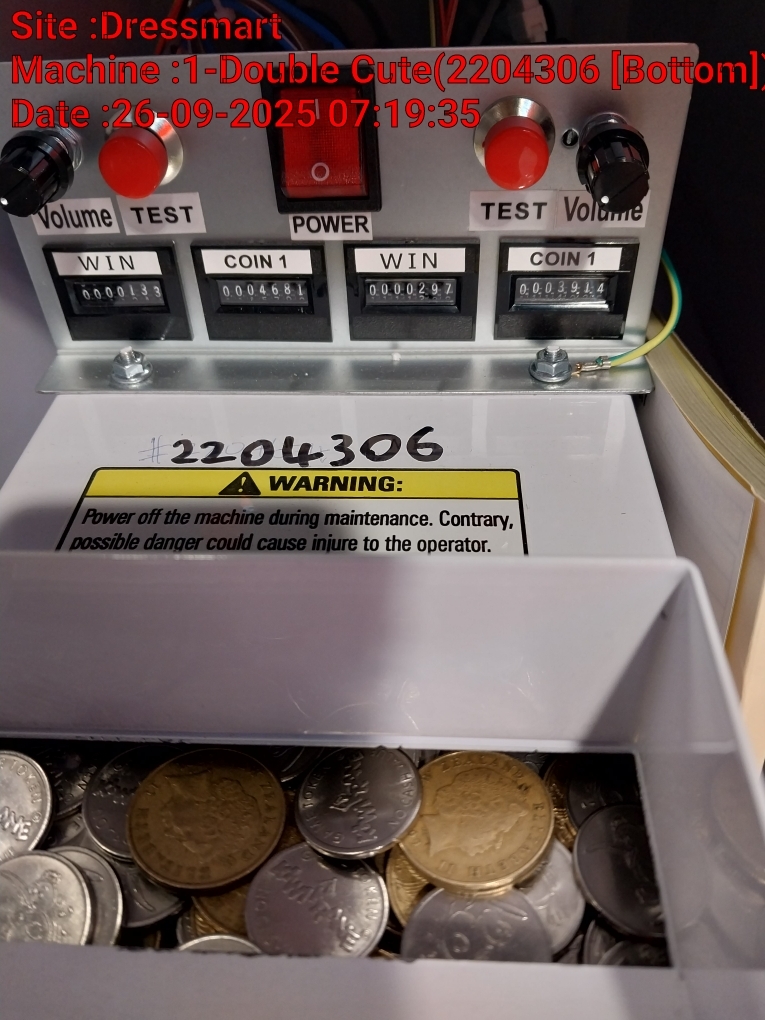 Site :Dressmart
Machine :1-Double Cute(2204306 [Bottom])
Date :26-09-2025 07:19:35
Volume TEST POWER TEST Volume
WIN COIN 1 WIN COIN 1
0000133 0004681 0000297 0003914
#2204306
WARNING:
Power off the machine during maintenance. Contrary,
possible danger could cause injure to the operator.